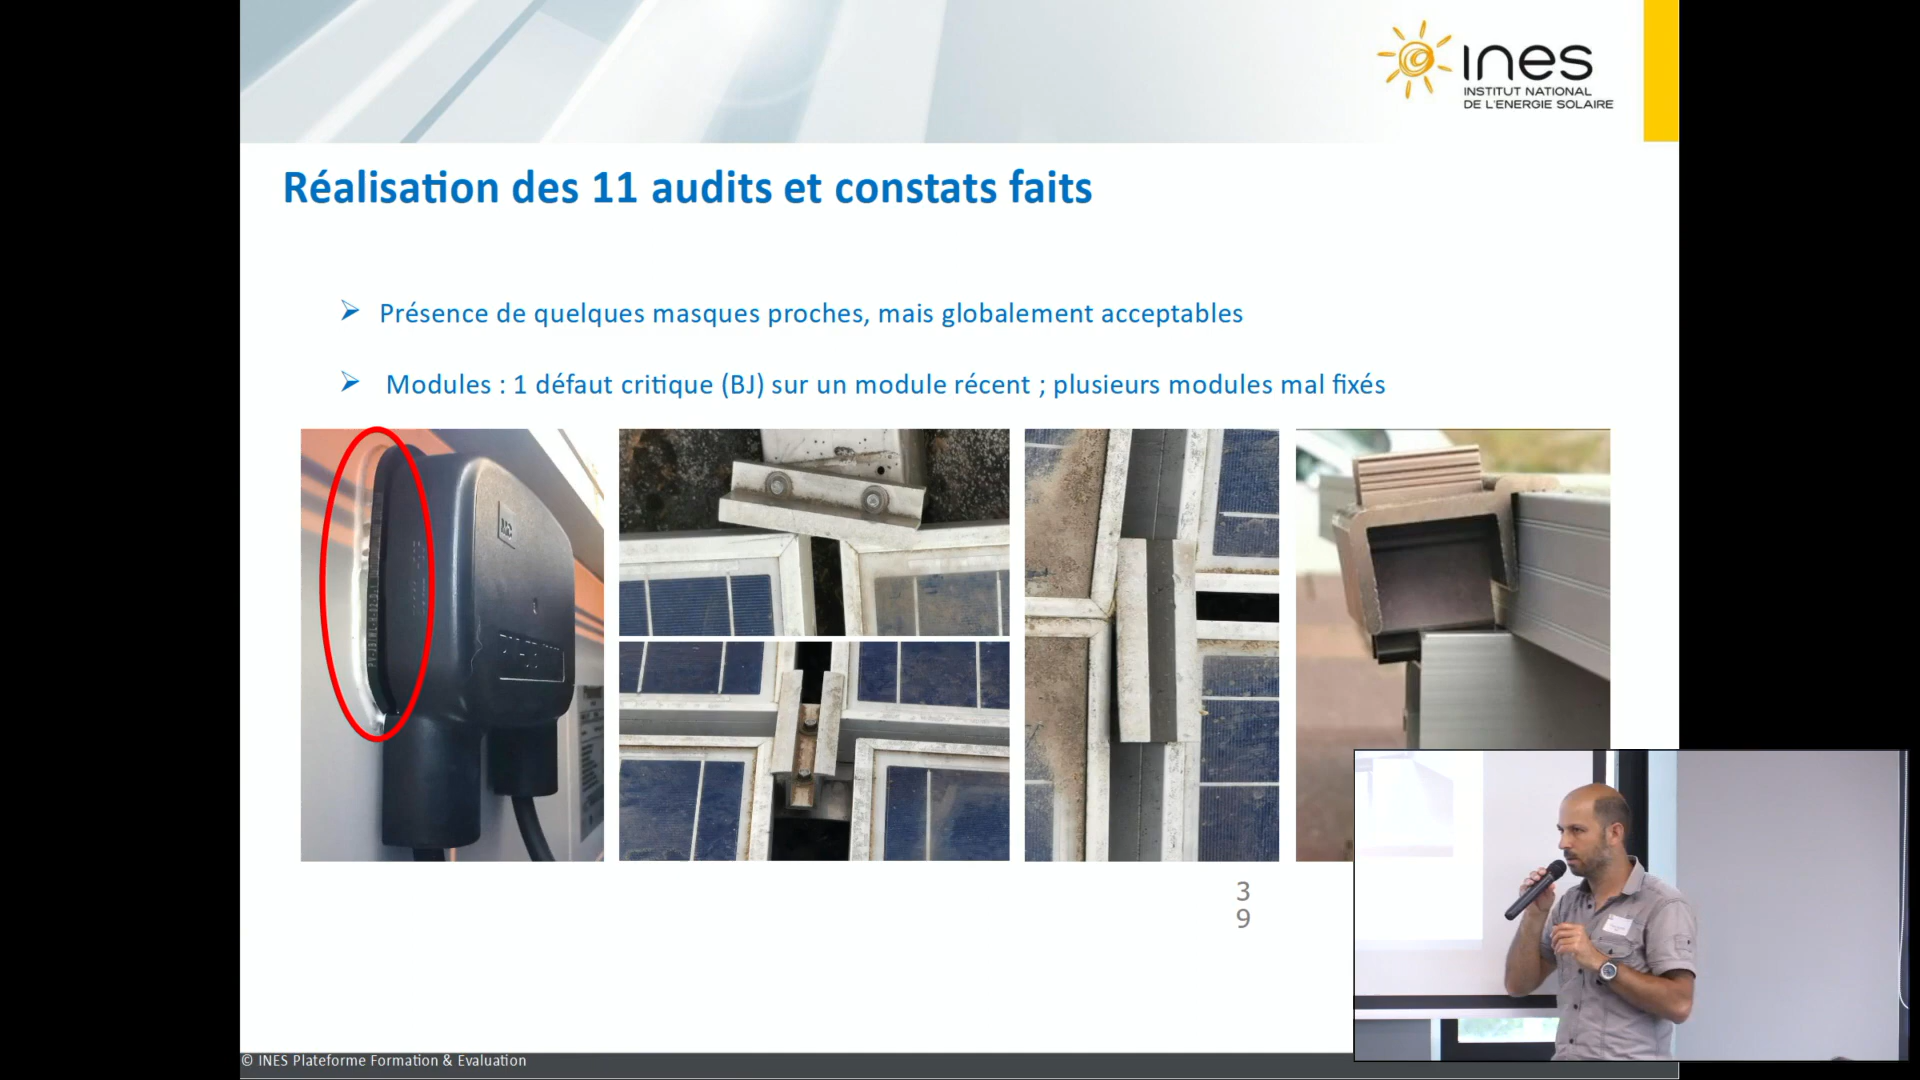 ines
INSTITUT NATIONAL
DE L'ENERGIE SOLAIRE
Réalisation des 11 audits et constats faits
Présence de quelques masques proches, mais globalement acceptables
Modules : 1 défaut critique (BJ) sur un module récent ; plusieurs modules mal fixés
3
9
© INES Plateforme Formation & Evaluation